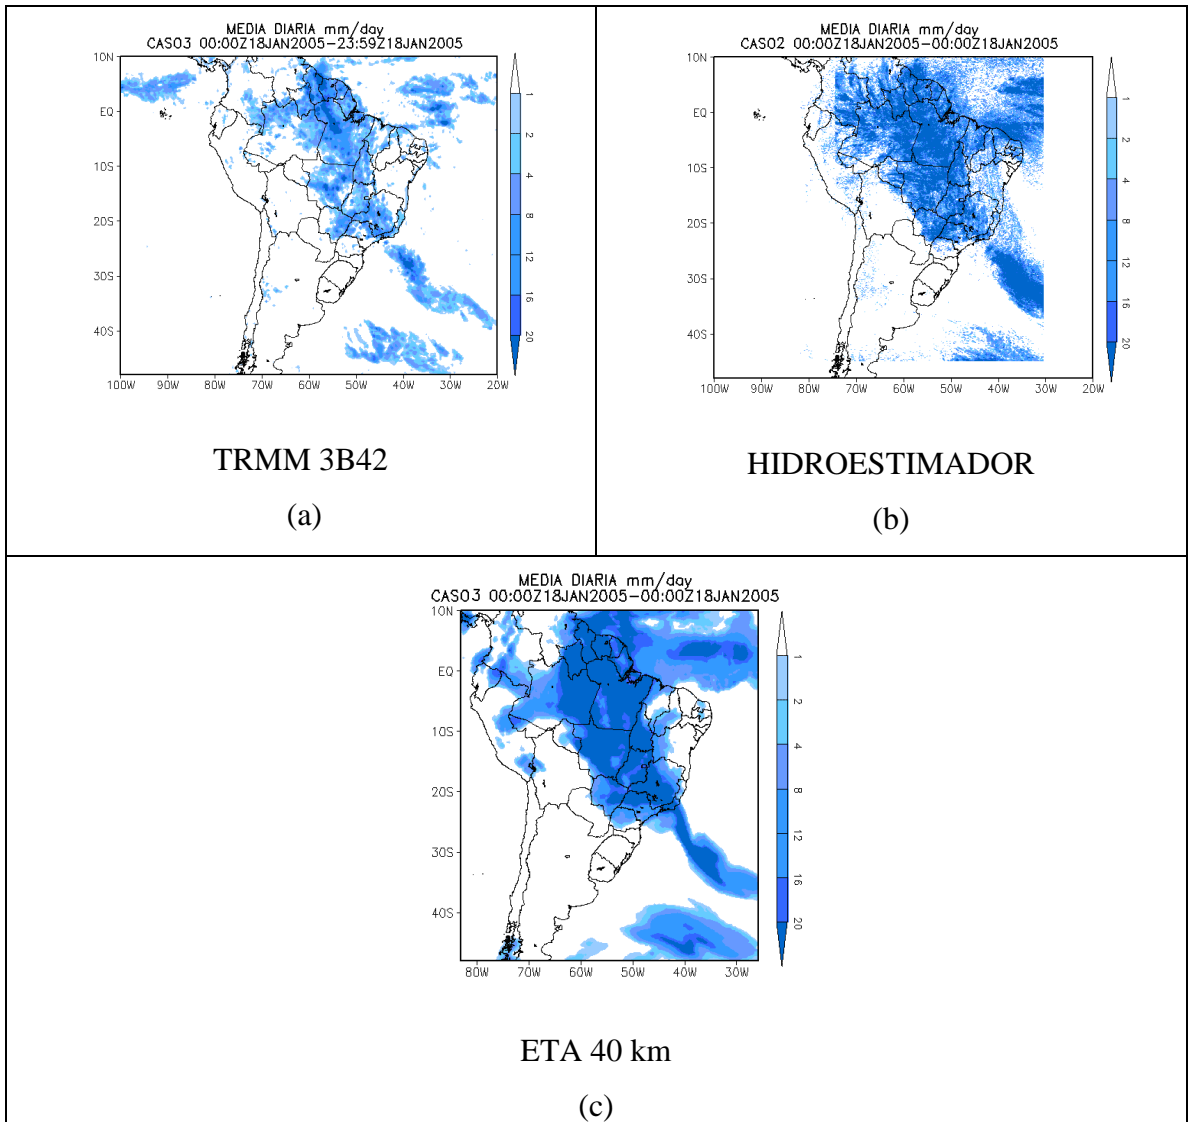 MEDIA DIARIA mm/day
CASO3 00:00Z18JAN2005-23:59Z18JAN2005
10N
EQ
10S
20S
30S
40S
100W 90W 80W 70W 60W 50W 40W 30W 20W
1
2
4
8
12
16
20
TRMM 3B42
(a)
MEDIA DIARIA mm/day
CASO2 00:00Z18JAN2005-00:00Z18JAN2005
10N
EQ
10S
20S
30S
40S
100W 90W 80W 70W 60W 50W 40W 30W 20W
1
2
4
8
12
16
20
HIDROESTIMADOR
(b)
MEDIA DIARIA mm/day
CASO3 00:00Z18JAN2005-00:00Z18JAN2005
10N
EQ
10S
20S
30S
40S
80W 70W 60W 50W 40W 30W
1
2
4
8
12
16
20
ETA 40 km
(c)